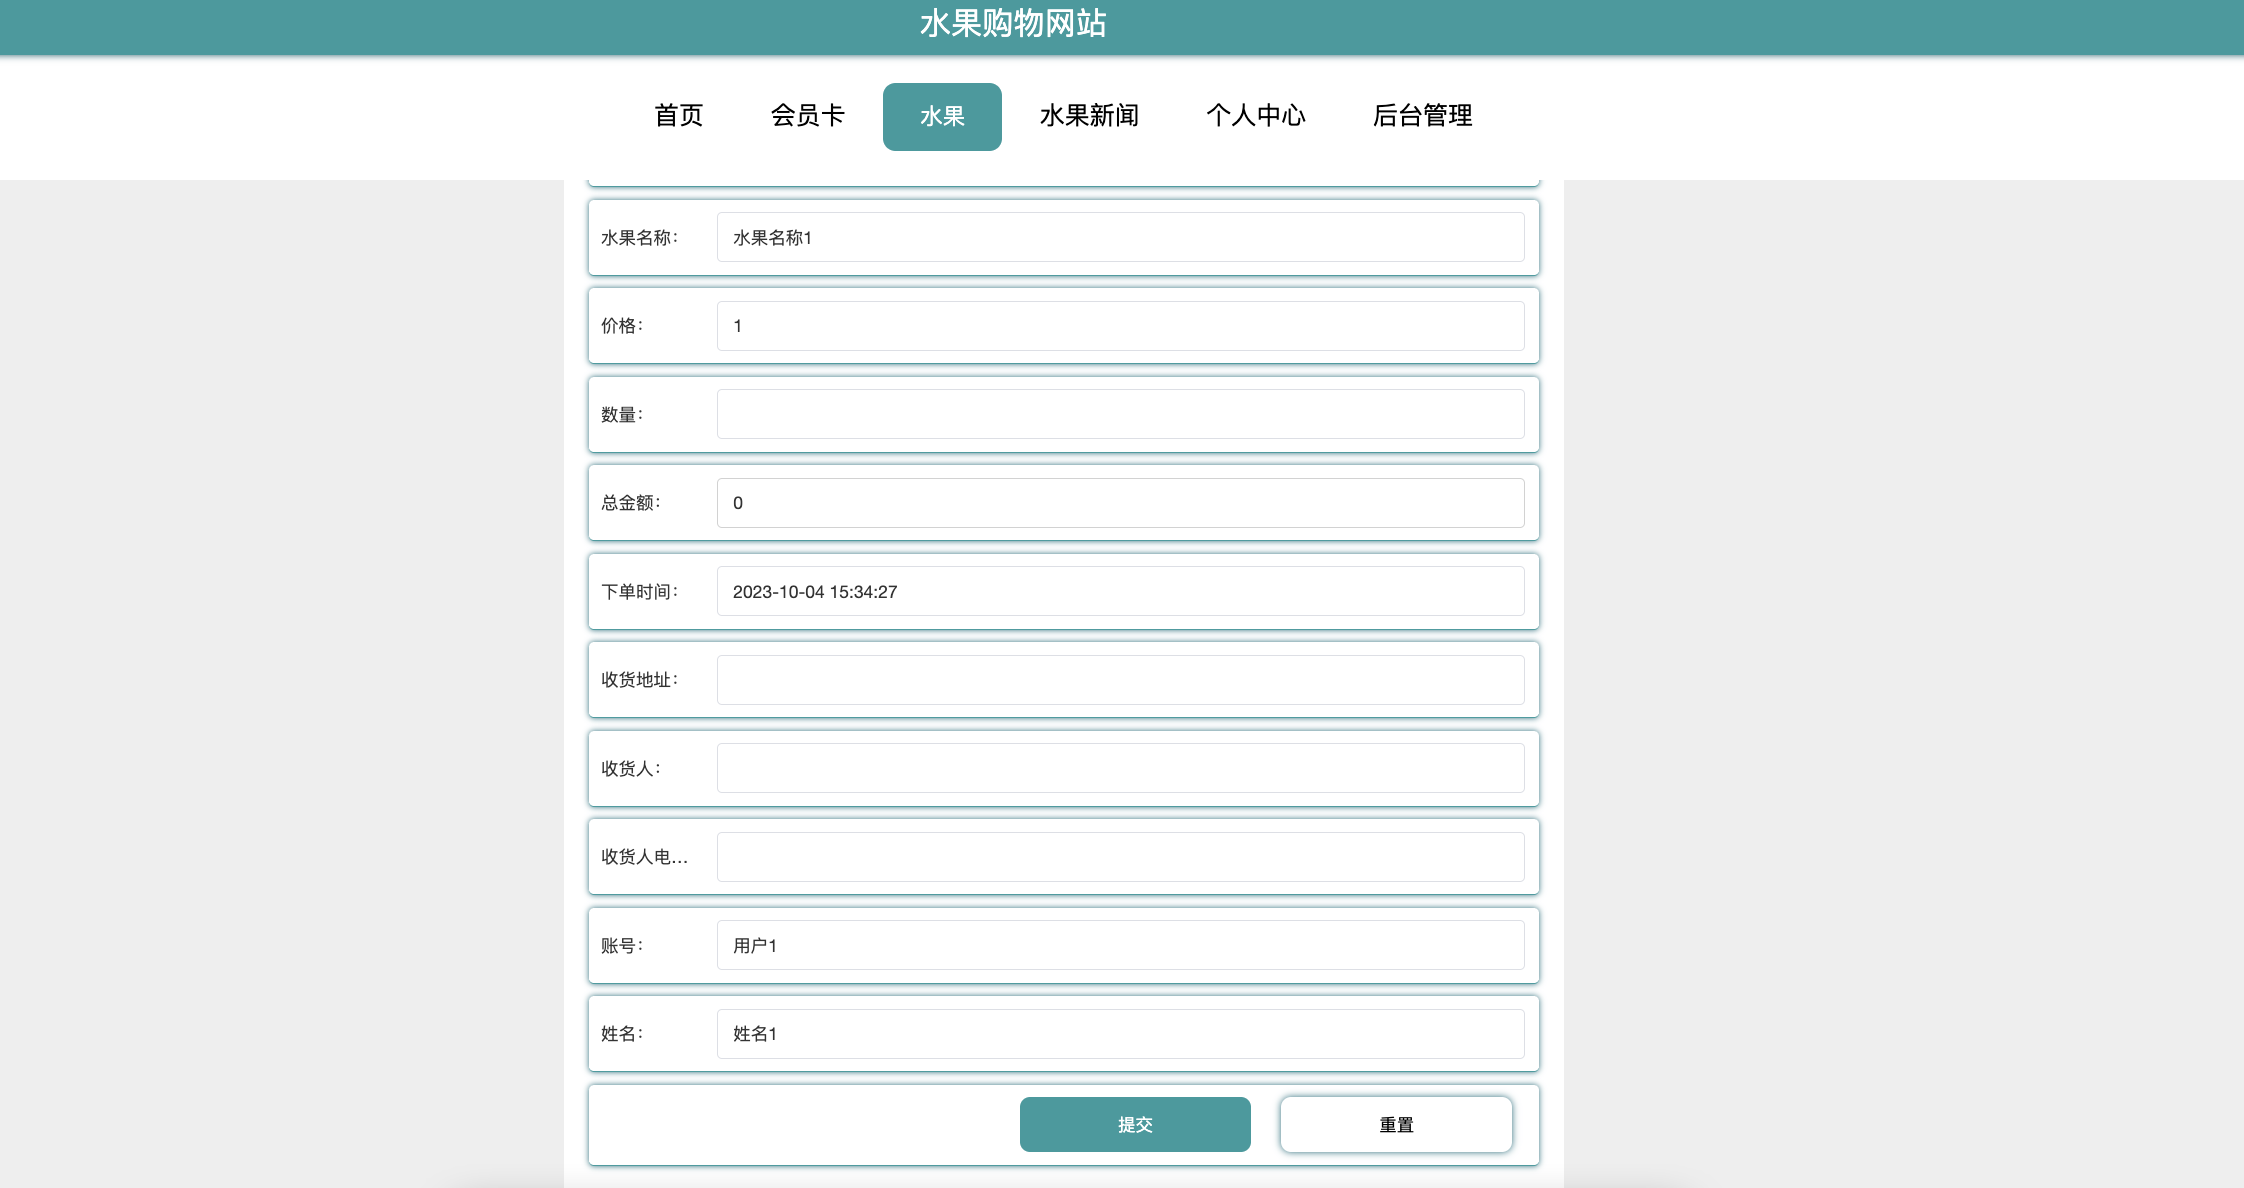 水果购物网站
首页 会员卡 水果 水果新闻 个人中心 后台管理
水果名称： 水果名称1
价格： 1
数量：
总金额： 0
下单时间： 2023-10-04 15:34:27
收货地址：
收货人：
收货人电...
账号： 用户1
姓名： 姓名1
提交 重置